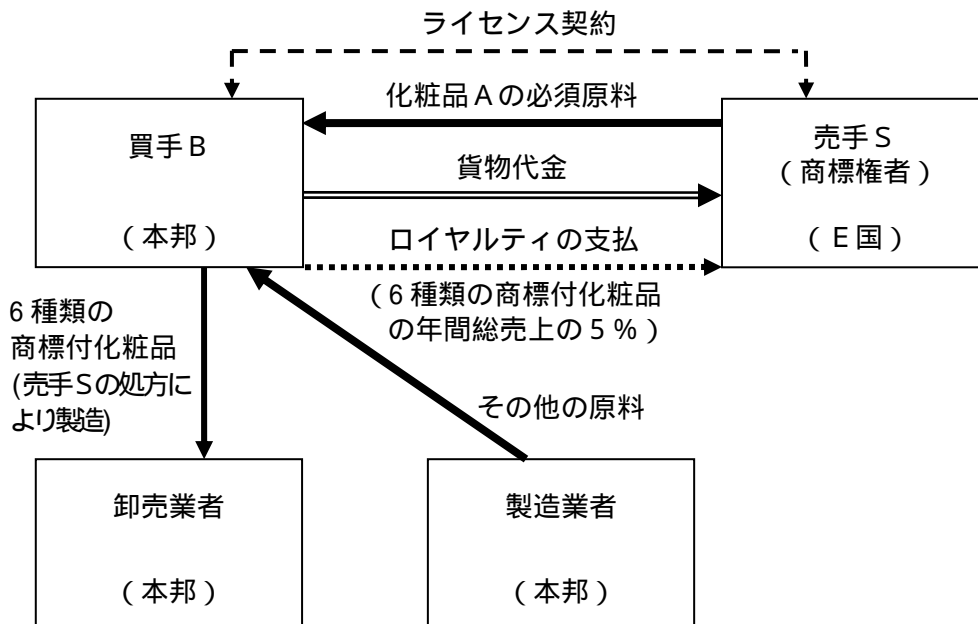 ライセンス契約
化粧品Aの必須原料
買手B
(本邦)
売手S
(商標権者)
(E国)
貨物代金
ロイヤルティの支払
(6種類の商標付化粧品
の年間総売上の5%)
6種類の
商標付化粧品
(売手Sの処方に
より製造)
その他の原料
卸売業者
(本邦)
製造業者
(本邦)